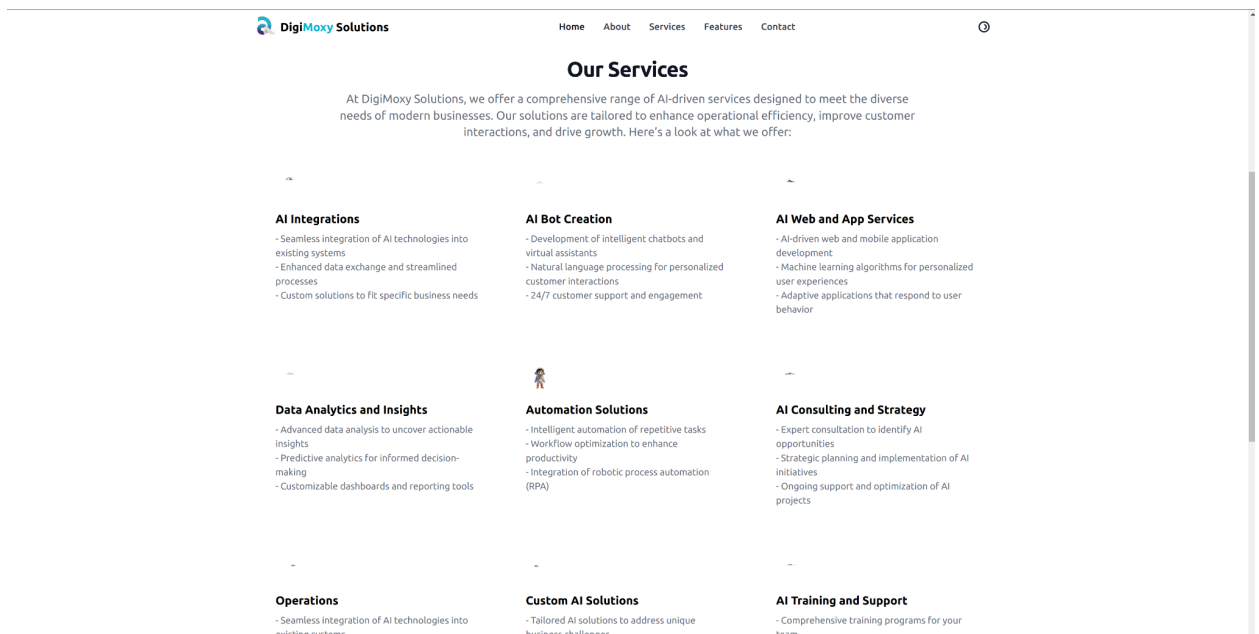 DigiMoxy Solutions
Home About Services Features Contact
Our Services
At DigiMoxy Solutions, we offer a comprehensive range of AI-driven services designed to meet the diverse
needs of modern businesses. Our solutions are tailored to enhance operational efficiency, improve customer
interactions, and drive growth. Here's a look at what we offer:
AI Integrations
- Seamless integration of AI technologies into
existing systems
- Enhanced data exchange and streamlined
processes
- Custom solutions to fit specific business needs
AI Bot Creation
- Development of intelligent chatbots and
virtual assistants
- Natural language processing for personalized
customer interactions
- 24/7 customer support and engagement
AI Web and App Services
- AI-driven web and mobile application
development
- Machine learning algorithms for personalized
user experiences
- Adaptive applications that respond to user
behavior
Data Analytics and Insights
- Advanced data analysis to uncover actionable
insights
- Predictive analytics for informed decision-
making
- Customizable dashboards and reporting tools
Automation Solutions
- Intelligent automation of repetitive tasks
- Workflow optimization to enhance
productivity
- Integration of robotic process automation
(RPA)
AI Consulting and Strategy
- Expert consultation to identify AI
opportunities
- Strategic planning and implementation of AI
initiatives
- Ongoing support and optimization of AI
projects
Operations
- Seamless integration of AI technologies into
existing systems
Custom AI Solutions
- Tailored AI solutions to address unique
business challenges
AI Training and Support
- Comprehensive training programs for your
team